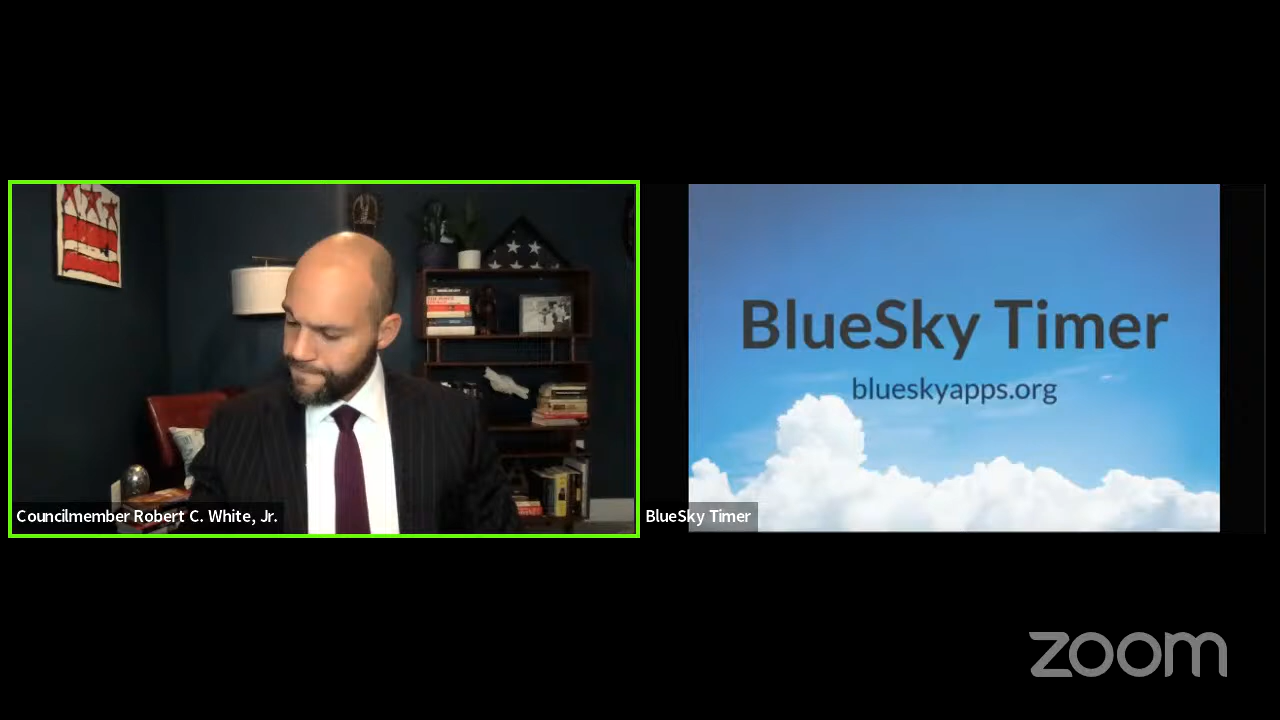 Councilmember Robert C. White, Jr.
BlueSky Timer
blueskyapps.org
BlueSky Timer
zoom